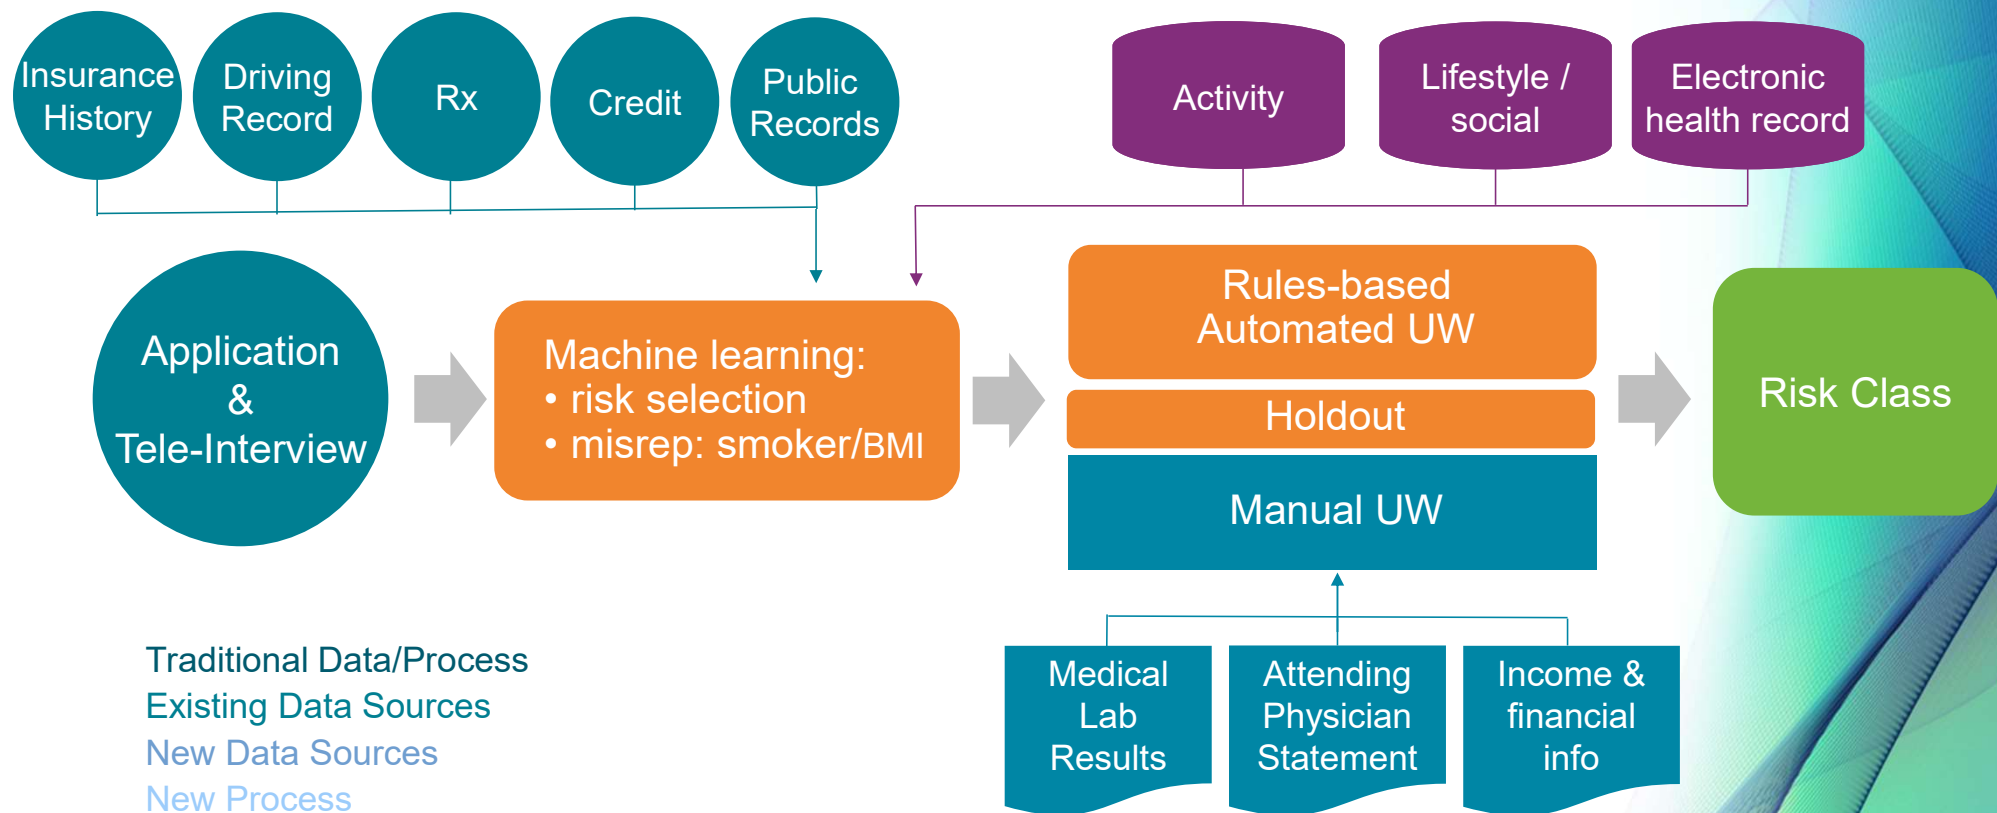 Insurance
History
Driving
Record
Rx
Credit
Public
Records
Activity
Lifestyle /
social
Electronic
health record
Application
&
Tele-Interview
Machine learning:
• risk selection
• misrep: smoker/BMI
Rules-based
Automated UW
Holdout
Manual UW
Risk Class
Medical
Lab
Results
Attending
Physician
Statement
Income &
financial
info
Traditional Data/Process
Existing Data Sources
New Data Sources
New Process